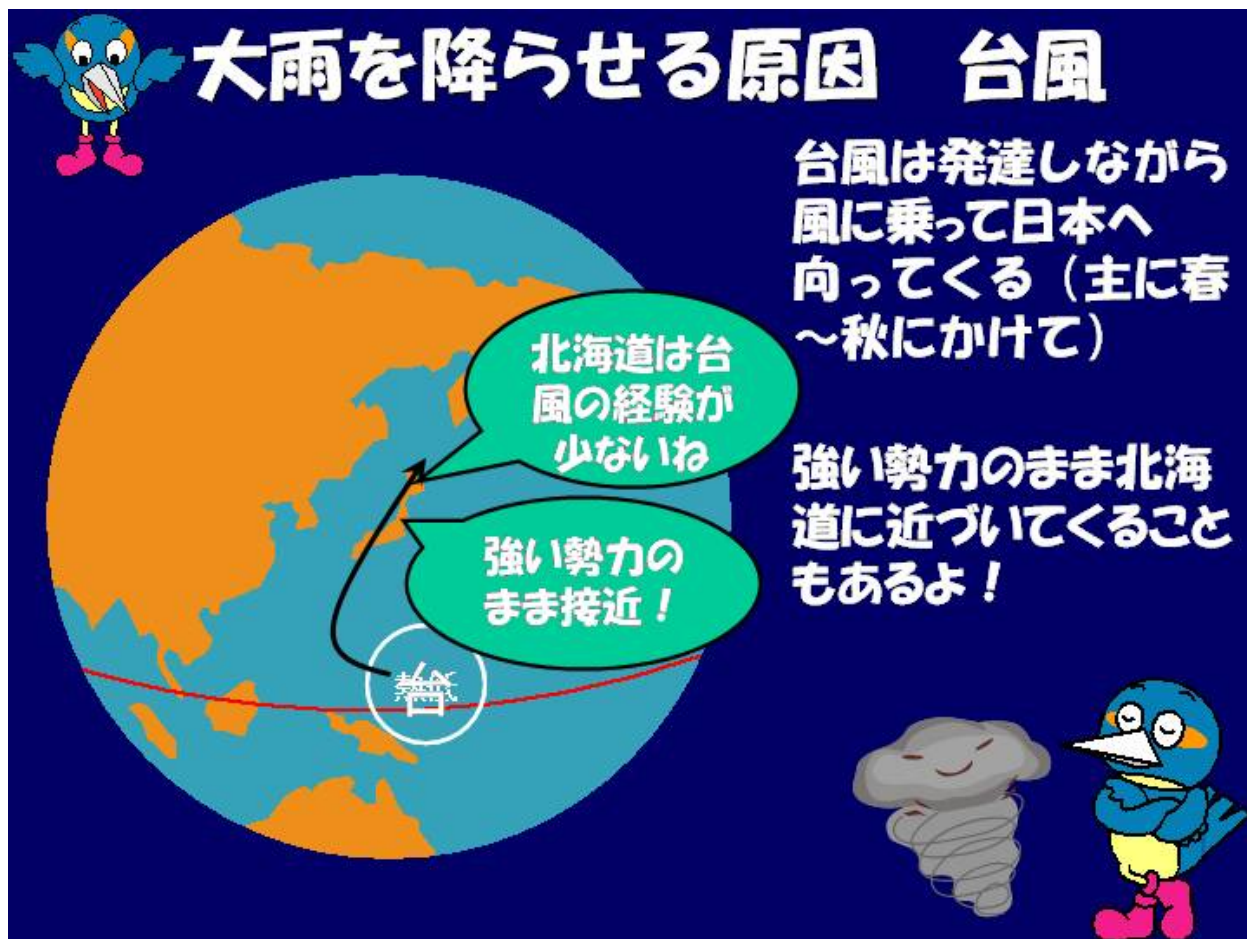 大雨を降らせる原因　台風
台風は発達しながら
風に乗って日本へ
向ってくる（主に春
～秋にかけて）
北海道は台
風の経験が
少ないね
強い勢力のまま北海
道に近づいてくること
もあるよ！
強い勢力の
まま接近！
台
熱低